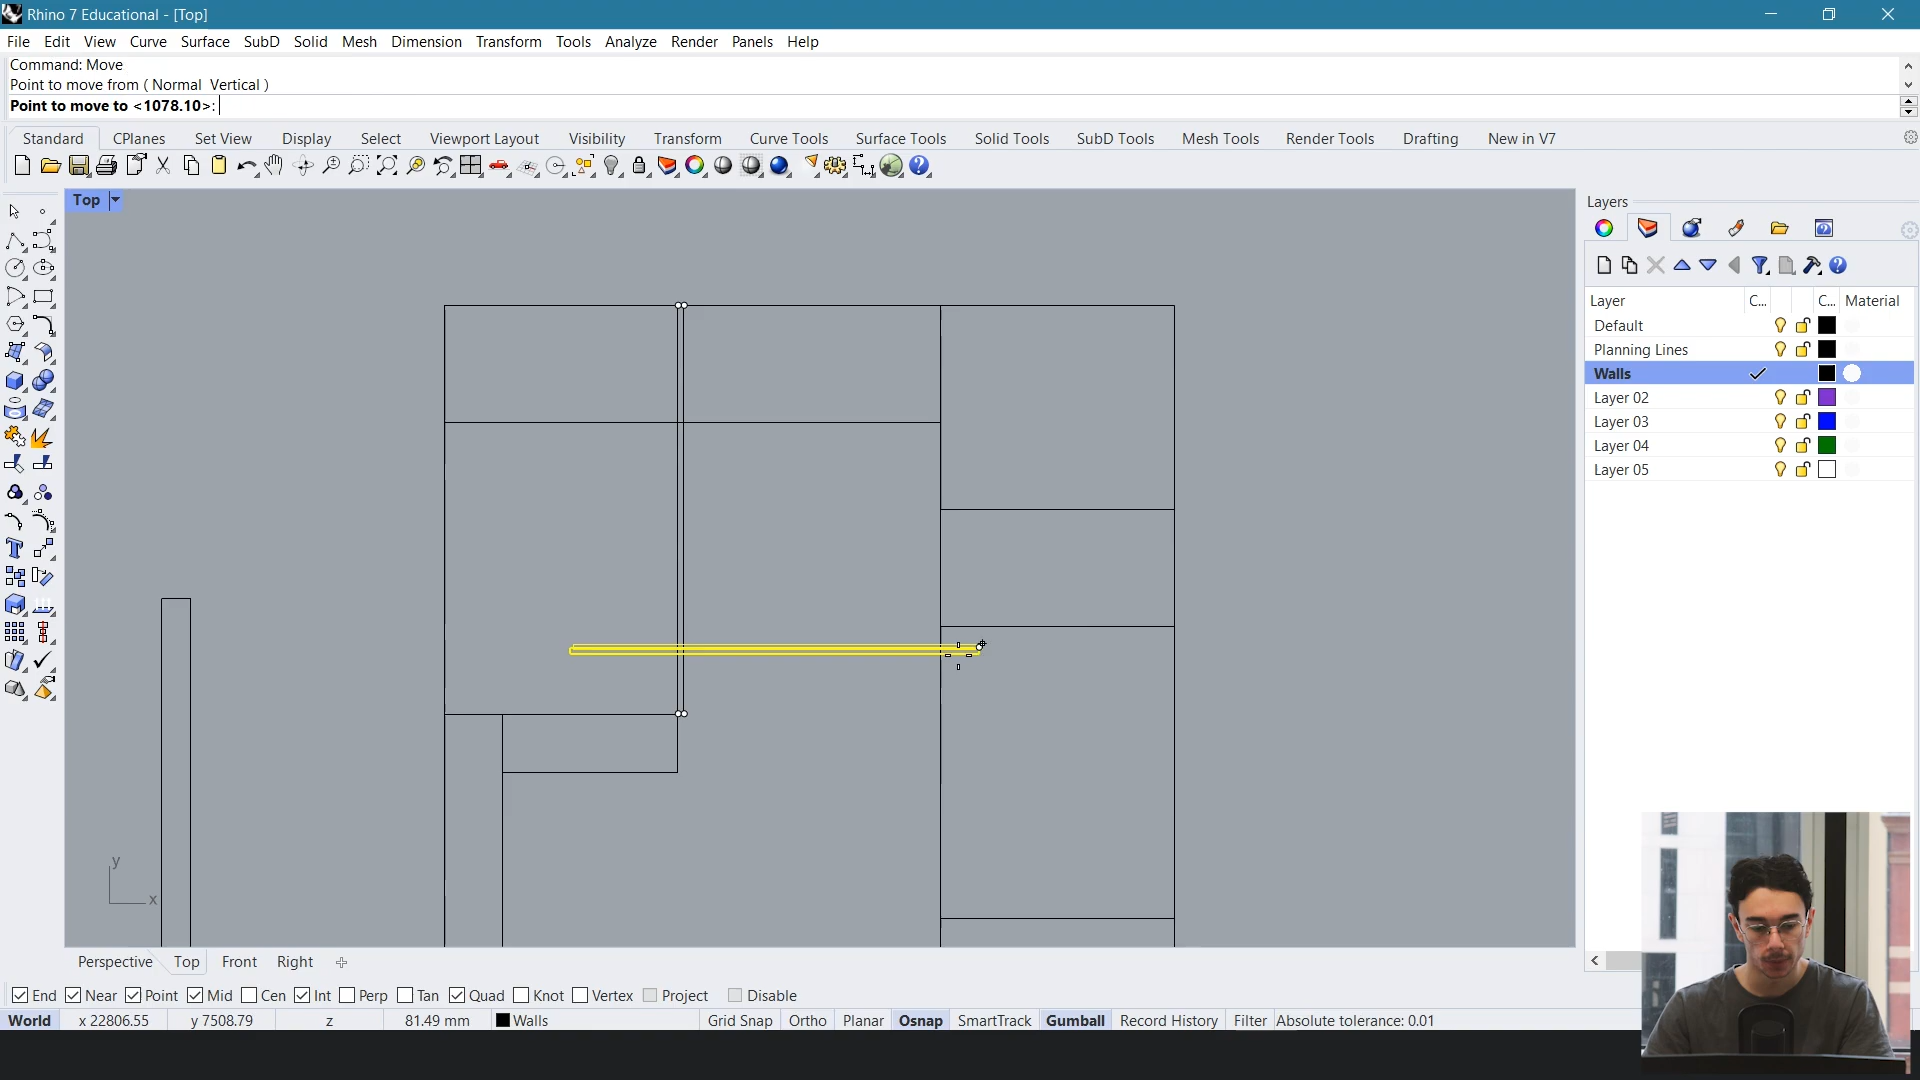 Rhino 7 Educational - [Top]
File Edit View Curve Surface SubD Solid Mesh Dimension Transform Tools Analyze Render Panels Help
Command: Move
Point to move from ( Normal Vertical )
Point to move to <1078.10>:
Standard CPlanes Set View Display Select Viewport Layout Visibility Transform Curve Tools Surface Tools Solid Tools SubD Tools Mesh Tools Render Tools Drafting New in V7
Top
Layers
Layer C... C... Material
Default
Planning Lines
Walls
Layer 02
Layer 03
Layer 04
Layer 05
y
x
Perspective Top Front Right
End Near Point Mid Cen Int Perp Tan Quad Knot Vertex Project Disable
World x 22806.55 y 7508.79 z 81.49 mm Walls Grid Snap Ortho Planar Osnap SmartTrack Gumball Record History Filter Absolute tolerance: 0.01